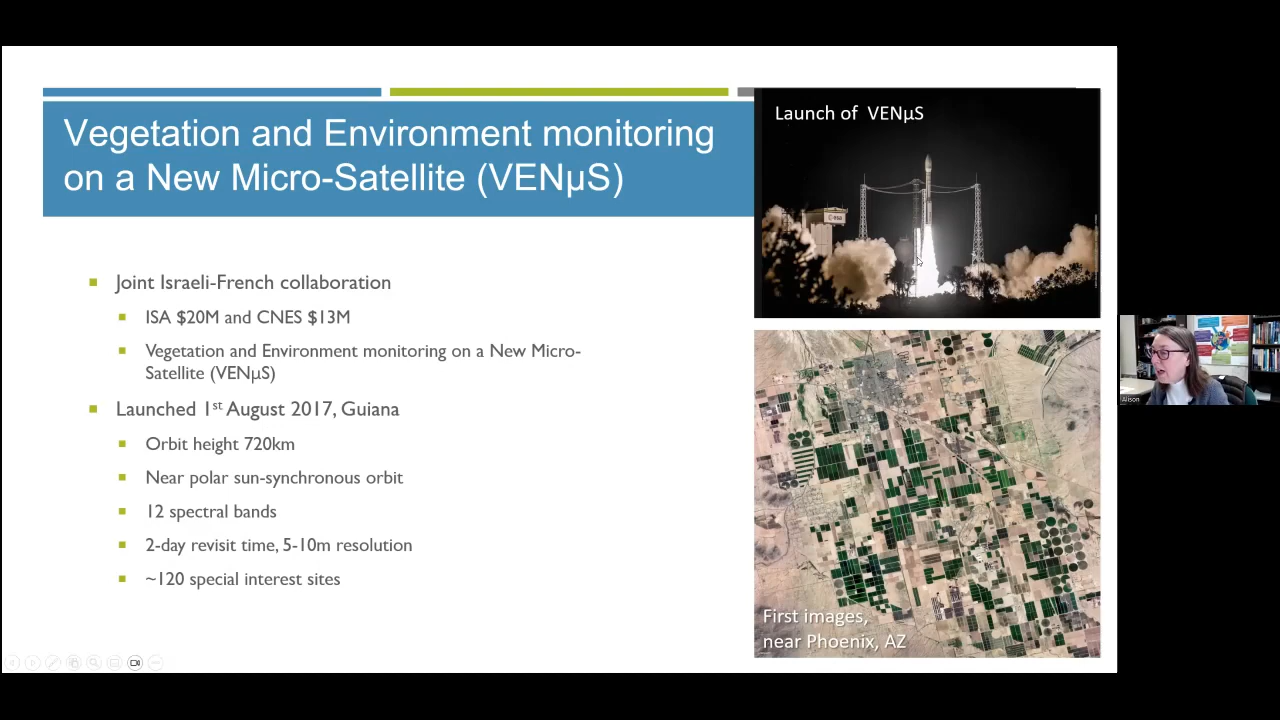 Vegetation and Environment monitoring
on a New Micro-Satellite (VENµS)
Launch of VENµS
esa
Joint Israeli-French collaboration
ISA $20M and CNES $13M
Vegetation and Environment monitoring on a New Micro-
Satellite (VENµS)
Launched 1st August 2017, Guiana
Orbit height 720km
Near polar sun-synchronous orbit
12 spectral bands
2-day revisit time, 5-10m resolution
~120 special interest sites
First images,
near Phoenix, AZ
Alison